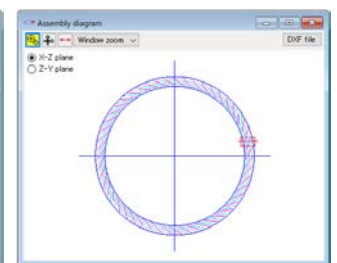 Assembly diagram
Window zoom
DXF file
X-Z plane
Z-Y plane